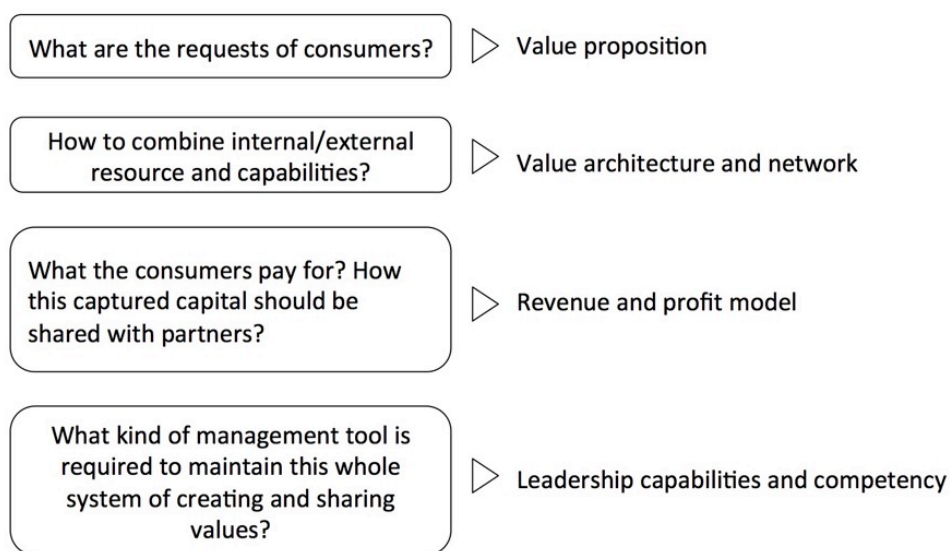 What are the requests of consumers?
Value proposition
How to combine internal/external
resource and capabilities?
Value architecture and network
What the consumers pay for? How
this captured capital should be
shared with partners?
Revenue and profit model
What kind of management tool is
required to maintain this whole
system of creating and sharing
values?
Leadership capabilities and competency